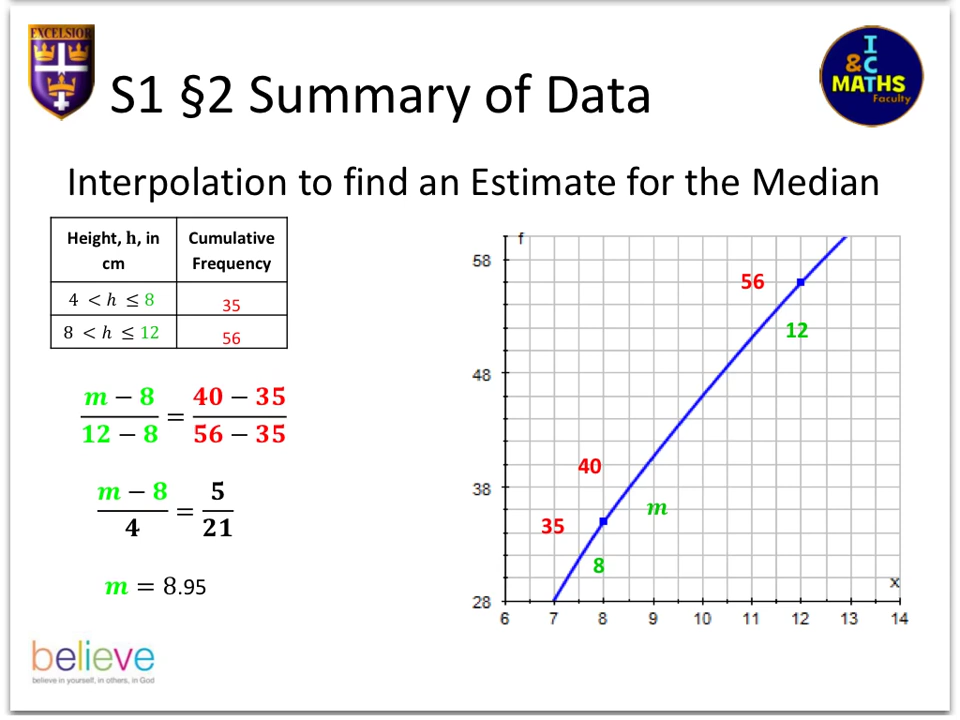 EXCELSIOR
I
& C
MATHS
Faculty
S1 §2 Summary of Data
Interpolation to find an Estimate for the Median
Height, h, in cm
Cumulative Frequency
4 < h ≤ 8
35
8 < h ≤ 12
56
m − 8 / 12 − 8 = 40 − 35 / 56 − 35
m − 8 / 4 = 5 / 21
m = 8.95
f
58
48
38
28
56
12
40
m
35
8
x
6 7 8 9 10 11 12 13 14
believe
believe in yourself, in others, in God